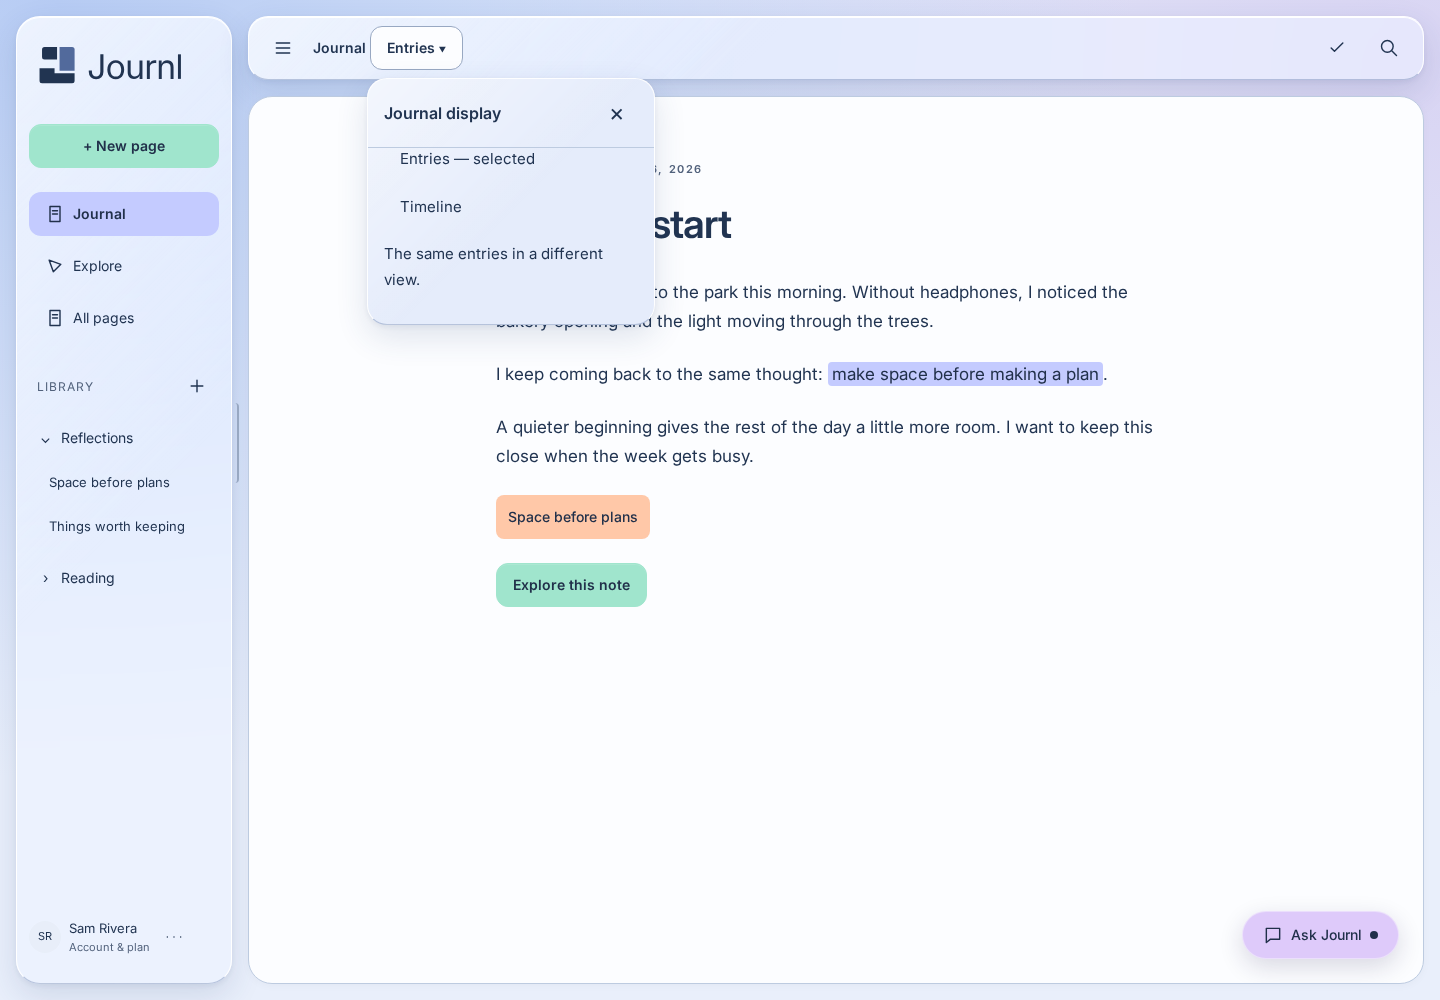 Journl
+ New page
Journal
Explore
All pages
LIBRARY
Reflections
Space before plans
Things worth keeping
Reading
SR
Sam Rivera
Account & plan
Journal
Entries ▾
Journal display
Entries — selected
Timeline
The same entries in a different
view.
, 2026
start
to the park this morning. Without headphones, I noticed the
bakery opening and the light moving through the trees.
I keep coming back to the same thought: make space before making a plan.
A quieter beginning gives the rest of the day a little more room. I want to keep this
close when the week gets busy.
Space before plans
Explore this note
Ask Journl